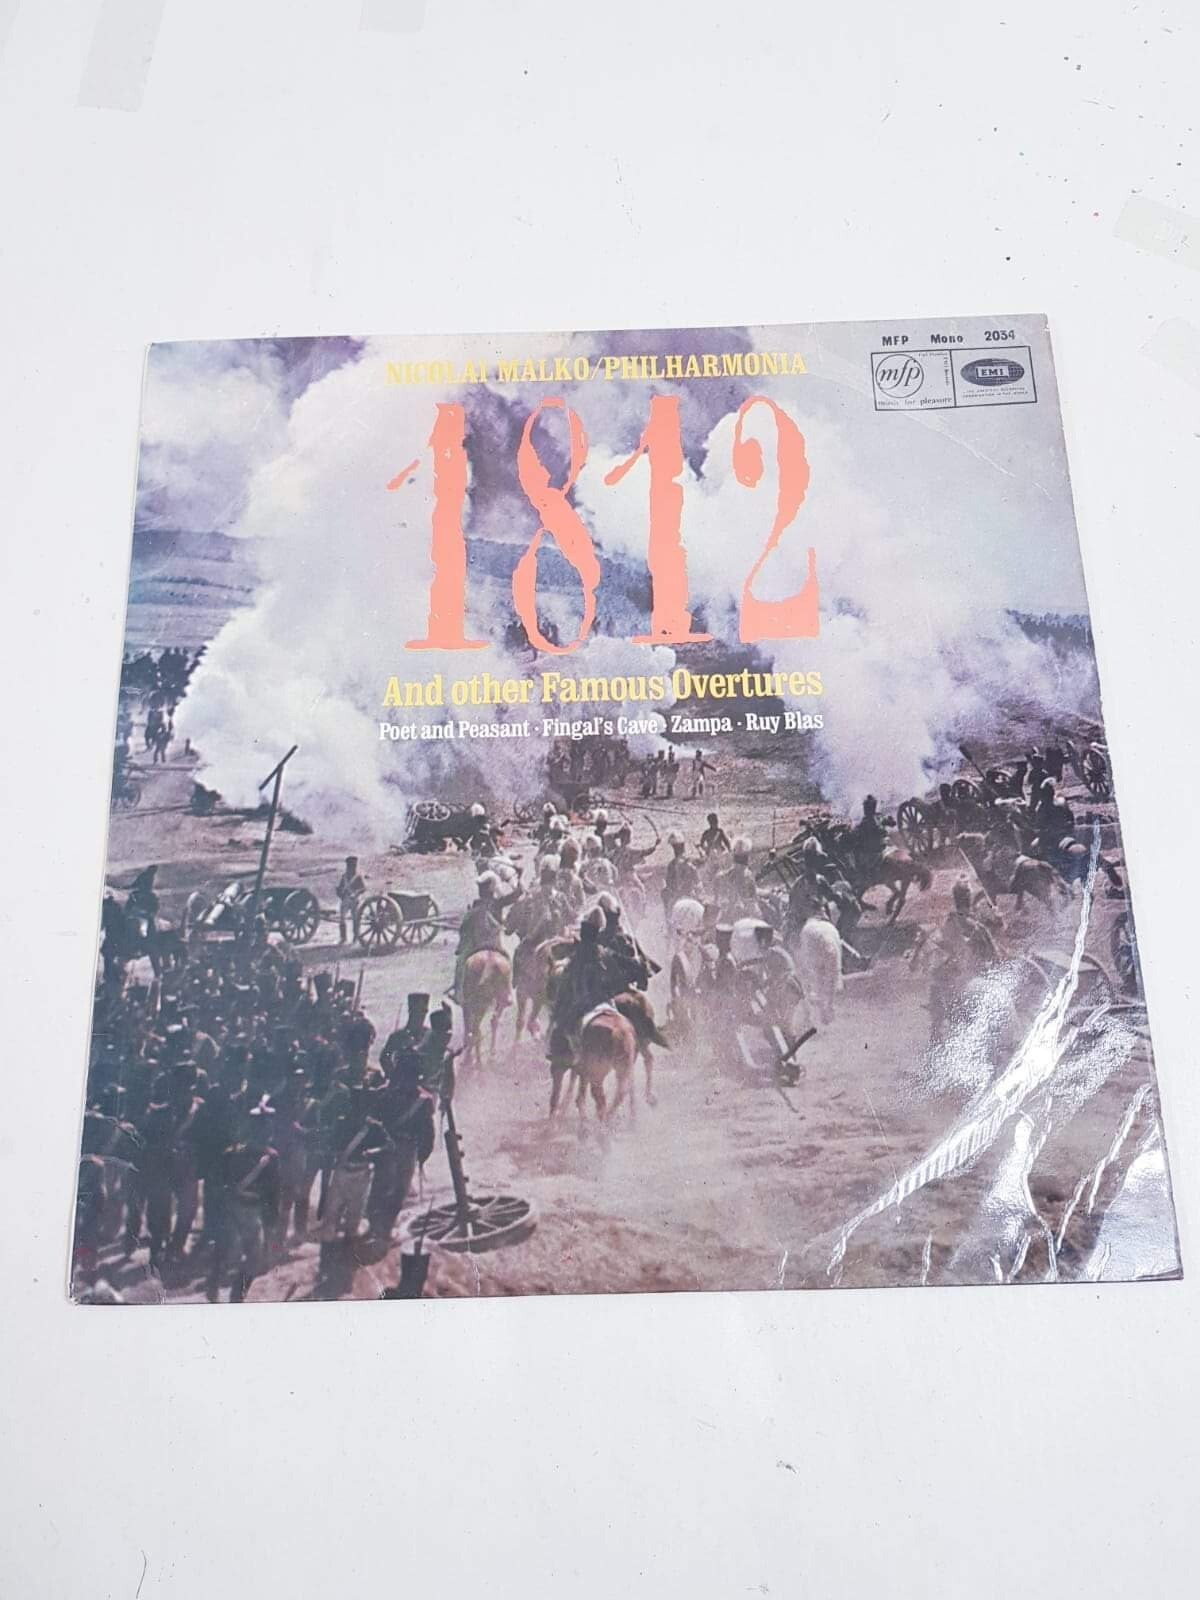 MFP Mono 2034
mfp
music for pleasure
EMI
NICOLAI MALKO/PHILHARMONIA
1812
And other Famous Overtures
Poet and Peasant · Fingal's Cave · Zampa · Ruy Blas